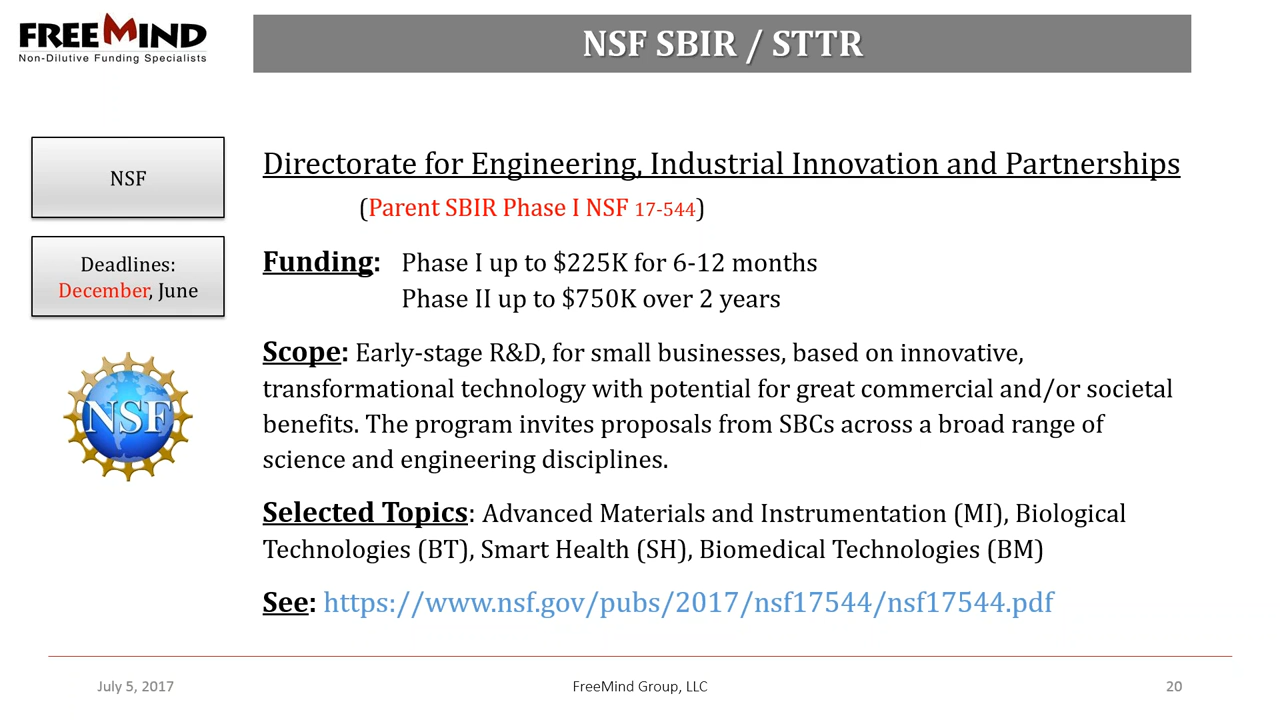 FREEMIND
Non-Dilutive Funding Specialists
NSF SBIR / STTR
NSF
Deadlines:
December, June
NSF
Directorate for Engineering, Industrial Innovation and Partnerships
(Parent SBIR Phase I NSF 17-544)
Funding: Phase I up to $225K for 6-12 months
Phase II up to $750K over 2 years
Scope: Early-stage R&D, for small businesses, based on innovative,
transformational technology with potential for great commercial and/or societal
benefits. The program invites proposals from SBCs across a broad range of
science and engineering disciplines.
Selected Topics: Advanced Materials and Instrumentation (MI), Biological
Technologies (BT), Smart Health (SH), Biomedical Technologies (BM)
See: https://www.nsf.gov/pubs/2017/nsf17544/nsf17544.pdf
July 5, 2017
FreeMind Group, LLC
20